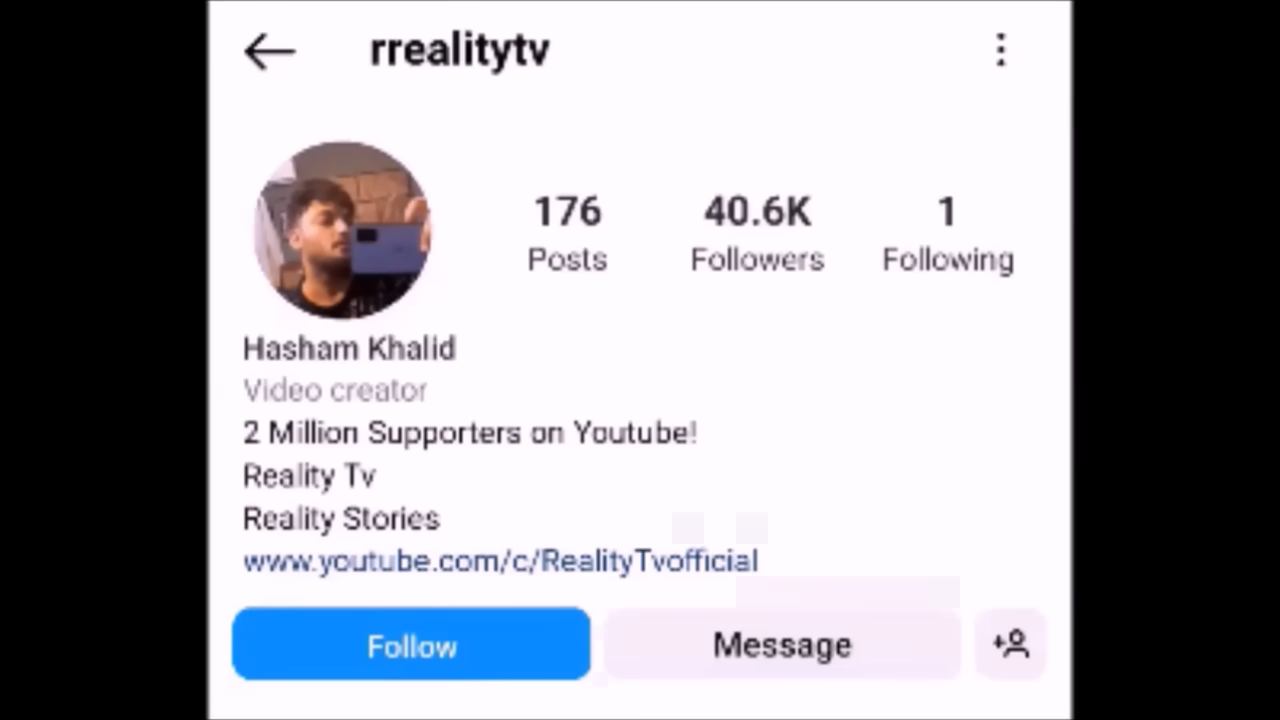 rrealitytv
176 40.6K 1
Posts Followers Following
Hasham Khalid
Video creator
2 Million Supporters on Youtube!
Reality Tv
Reality Stories
www.youtube.com/c/RealityTvofficial
Follow Message